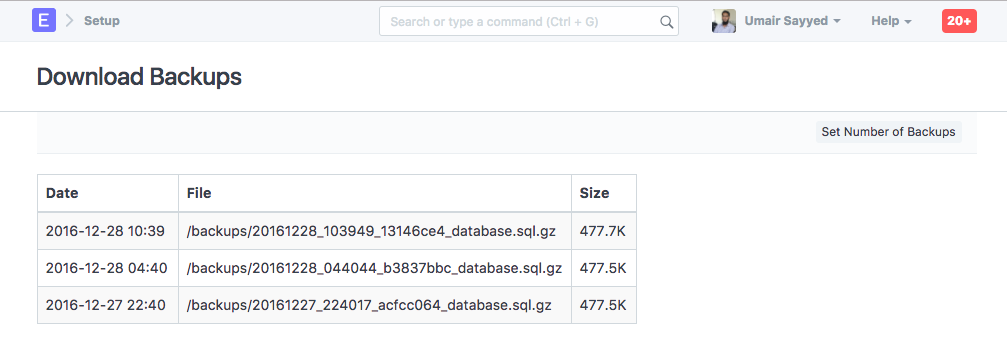 E Setup Search or type a command (Ctrl + G) Umair Sayyed Help 20+
Download Backups
Set Number of Backups
Date File Size
2016-12-28 10:39 /backups/20161228_103949_13146ce4_database.sql.gz 477.7K
2016-12-28 04:40 /backups/20161228_044044_b3837bbc_database.sql.gz 477.5K
2016-12-27 22:40 /backups/20161227_224017_acfcc064_database.sql.gz 477.5K